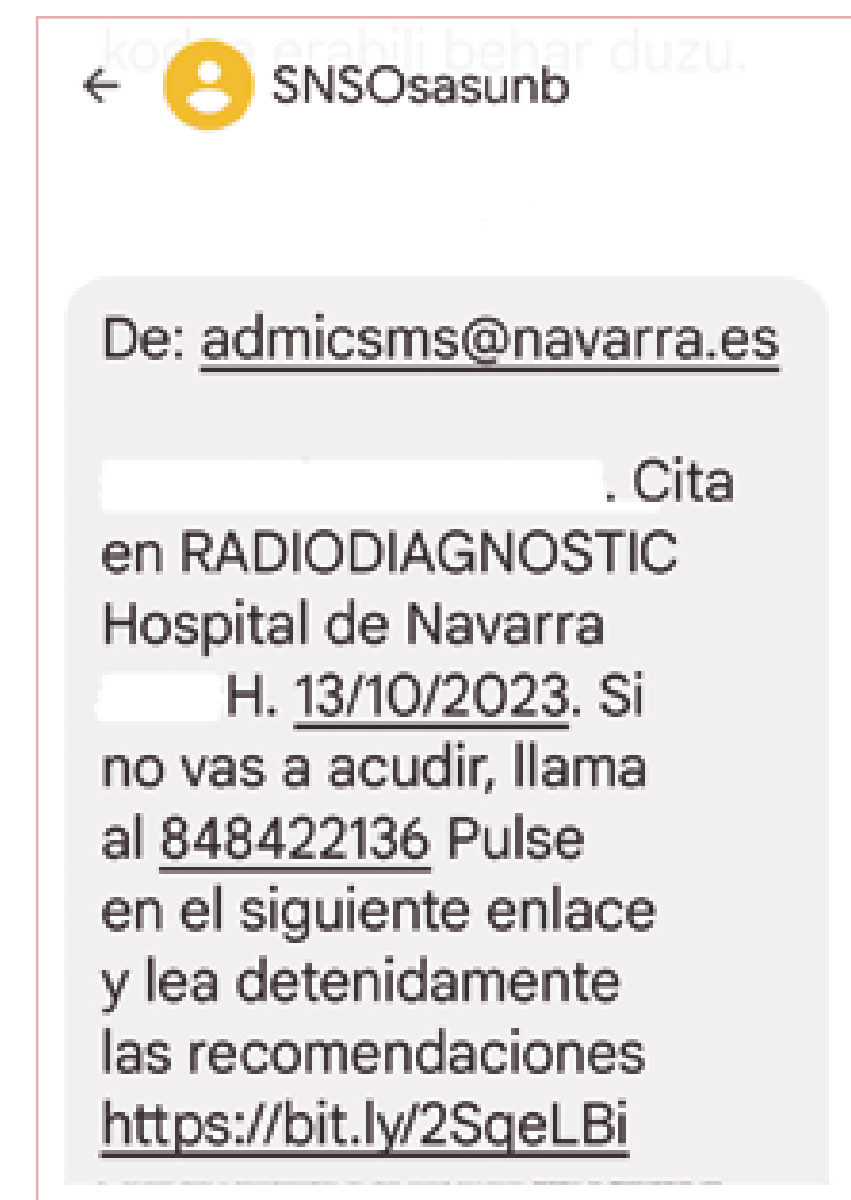 kodea erabili behar duzu.
SNSOsasunb
De: admicsms@navarra.es
. Cita
en RADIODIAGNOSTIC
Hospital de Navarra
H. 13/10/2023. Si
no vas a acudir, llama
al 848422136 Pulse
en el siguiente enlace
y lea detenidamente
las recomendaciones
https://bit.ly/2SqeLBi